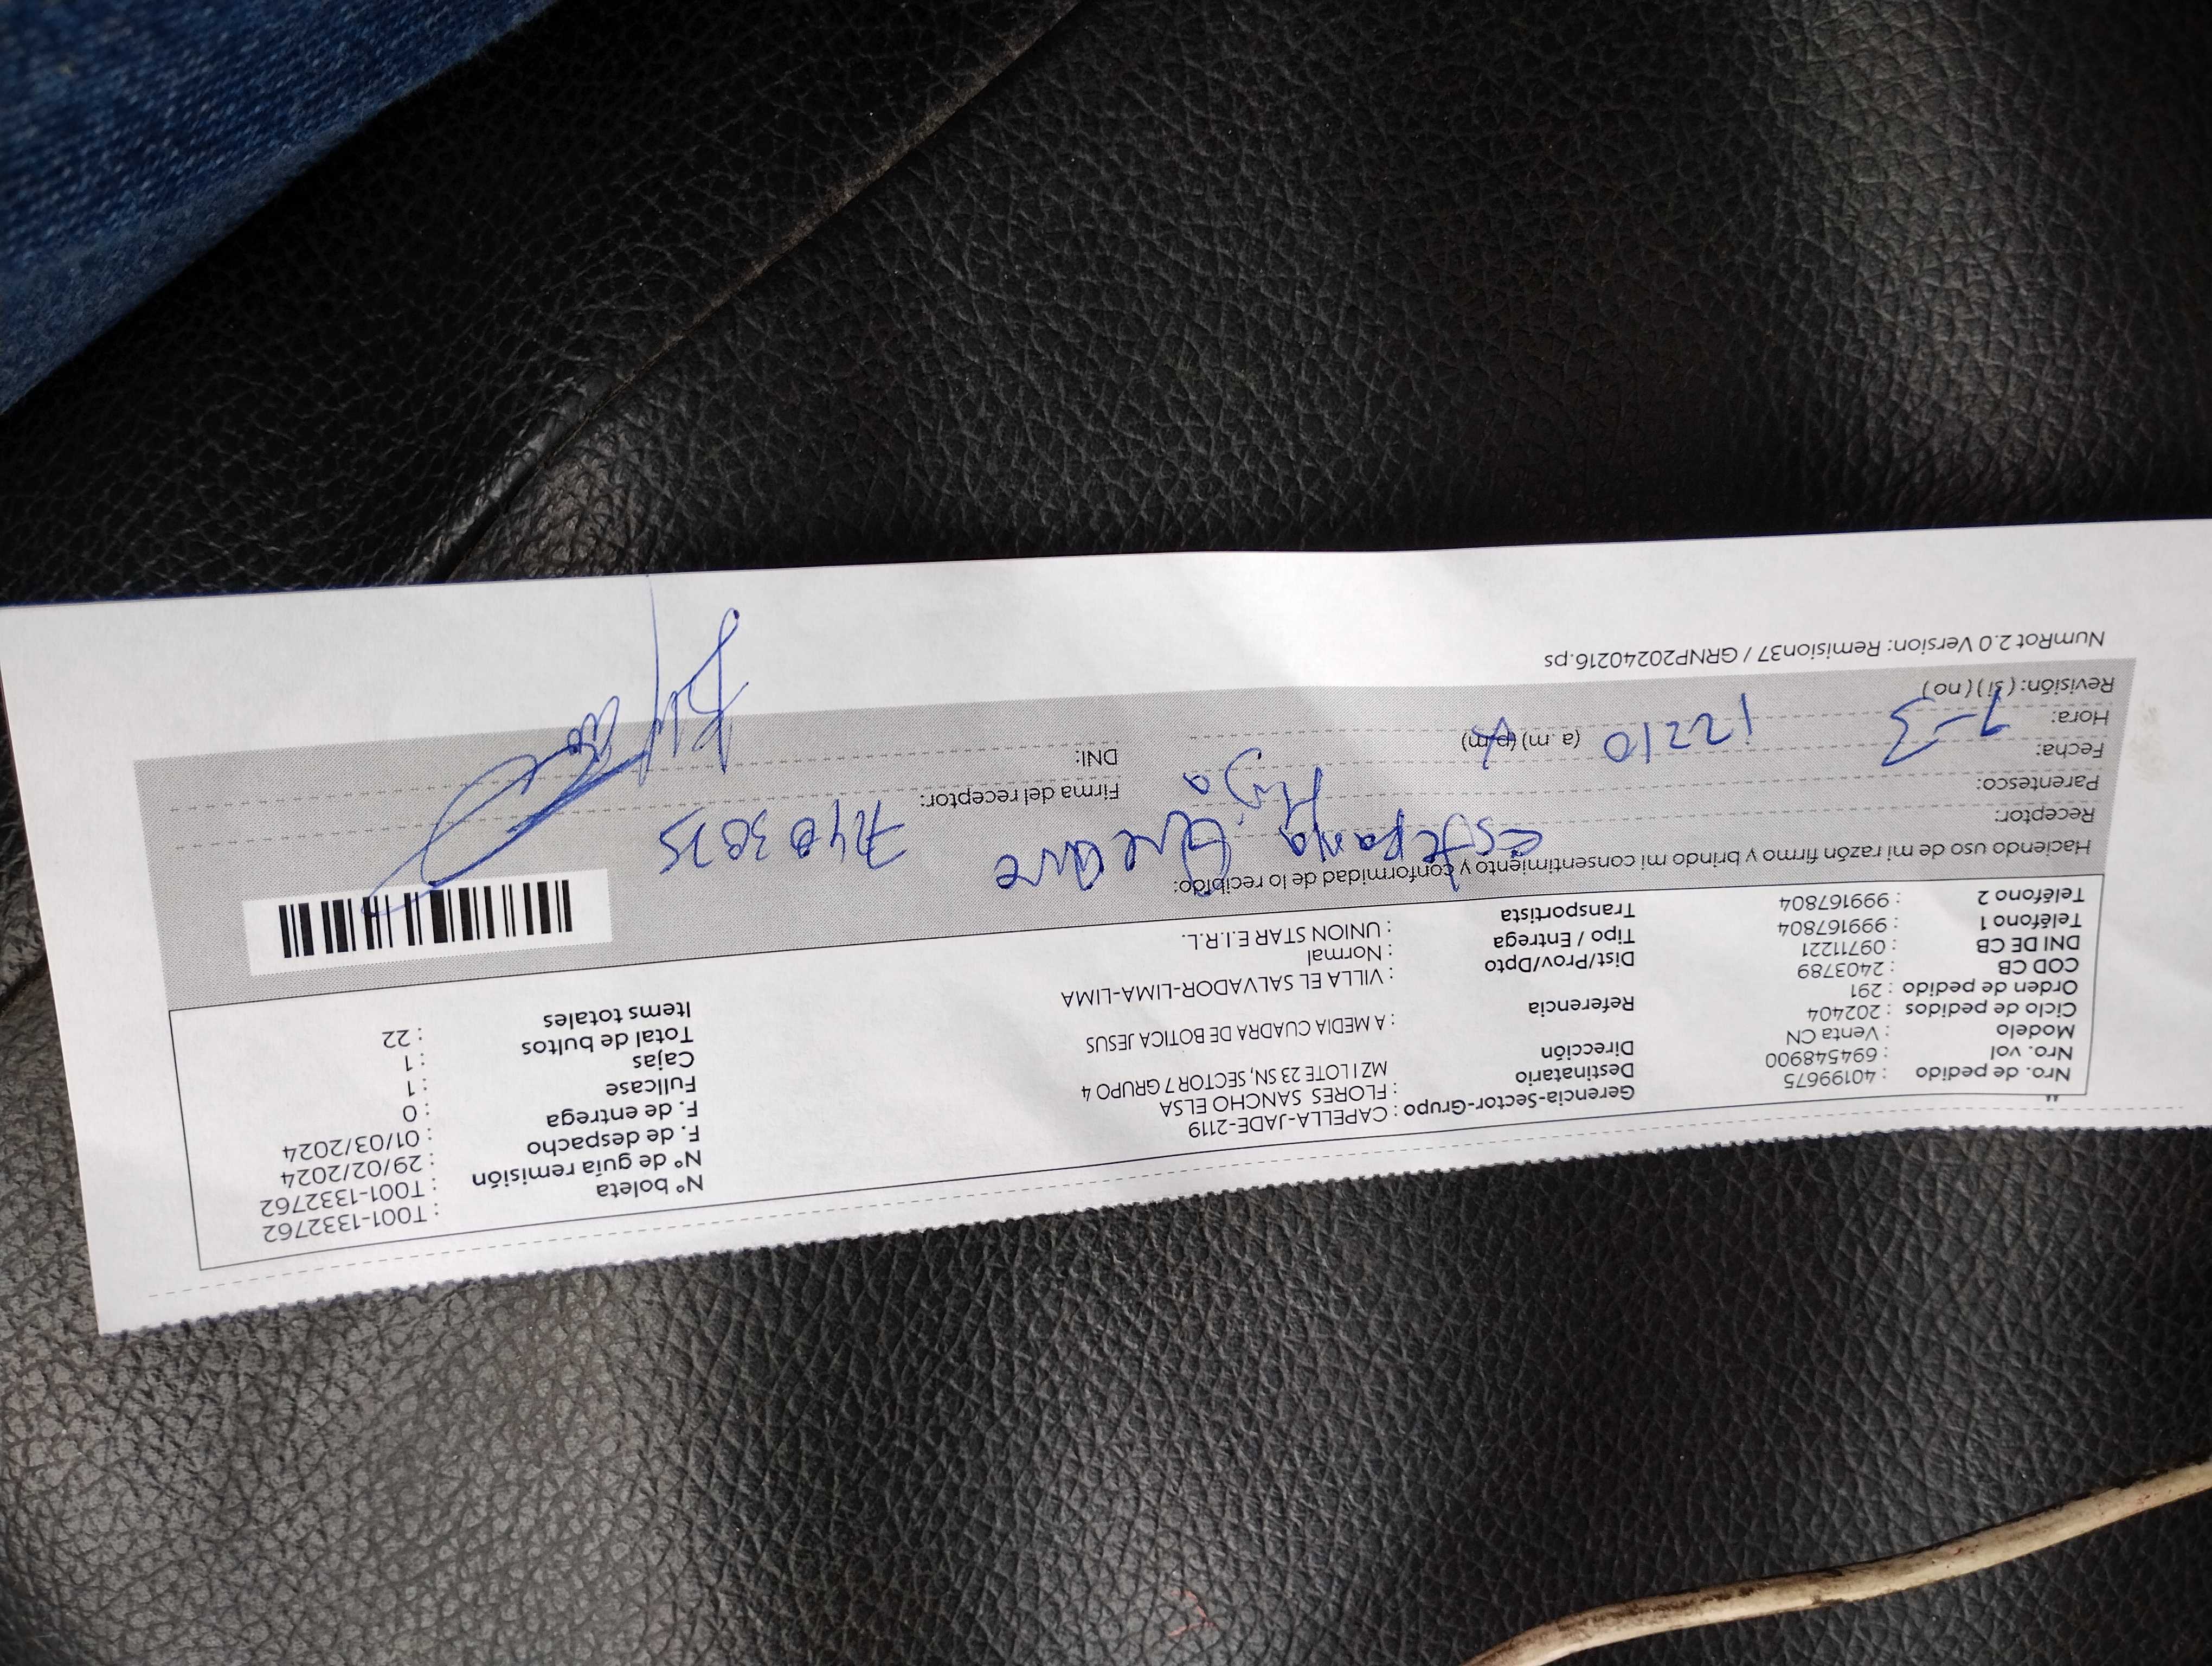 Nro. de pedido : 40199675
Nro. vol : 694548900
Modelo : Venta CN
Ciclo de pedidos : 202404
Orden de pedido : 291
COD CB : 2403789
DNI DE CB : 09711221
Teléfono 1 : 999167804
Teléfono 2 : 999167804
Gerencia-Sector-Grupo : CAPELLA-JADE-2119
Destinatario : FLORES SANCHO ELSA
Dirección MZ I LOTE 23 SN, SECTOR 7 GRUPO 4
Referencia : A MEDIA CUADRA DE BOTICA JESUS
Dist/Prov/Dpto : VILLA EL SALVADOR-LIMA-LIMA
Tipo / Entrega : Normal
Transportista : UNION STAR E.I.R.L.
Nº boleta : T001-1332762
Nº de guía remisión : T001-1332762
F. de despacho : 29/02/2024
F. de entrega : 01/03/2024
Fullcase : 0
Cajas : 1
Total de bultos : 1
Items totales : 22
Haciendo uso de mi razón firmo y brindo mi consentimiento y conformidad de lo recibido:
Receptor: Estefania
Parentesco: Hija
Fecha: 1-3
Hora: 12210 (a.m) (p.m)
Revisión: ( si ) ( no )
Firma del receptor:
DNI:
NumRot 2.0 Version: Remision37 / GRNP20240216.ps